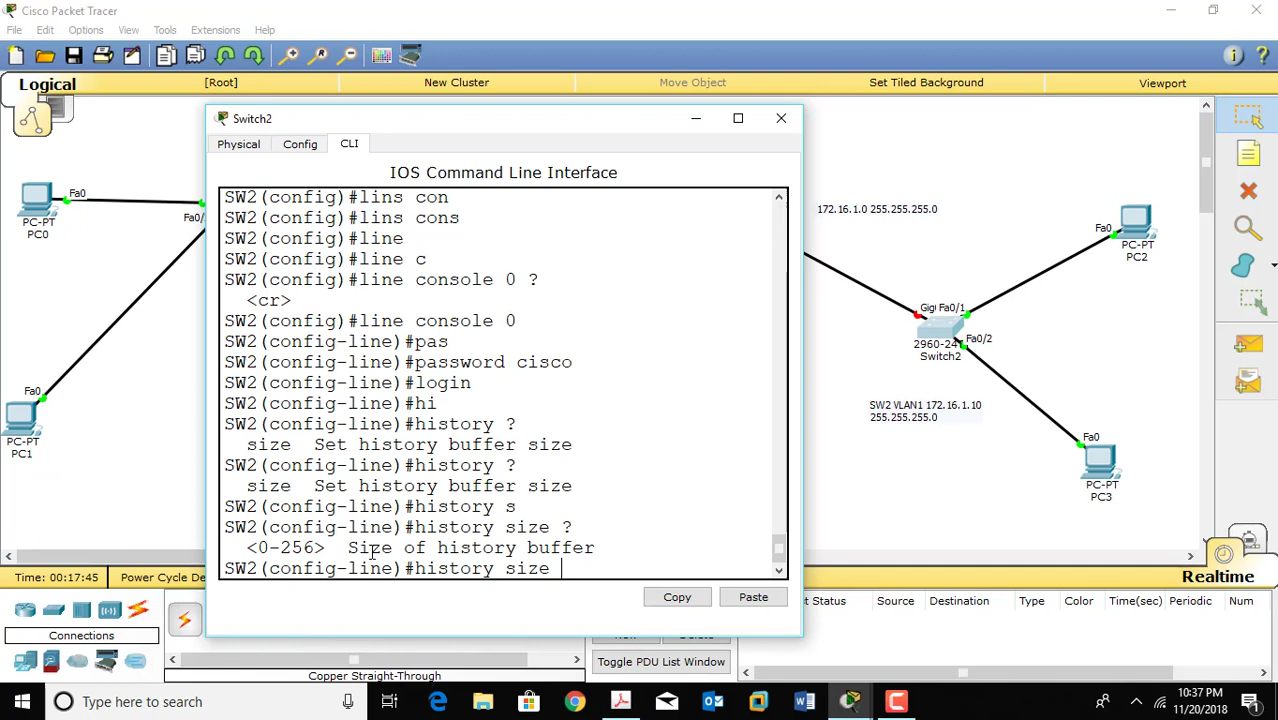 Cisco Packet Tracer
File Edit Options View Tools Extensions Help
Logical [Root] New Cluster Move Object Set Tiled Background Viewport
Switch2
Physical Config CLI
IOS Command Line Interface
SW2(config)#lins con
SW2(config)#lins cons
SW2(config)#line
SW2(config)#line c
SW2(config)#line console 0 ?
<cr>
SW2(config)#line console 0
SW2(config-line)#pas
SW2(config-line)#password cisco
SW2(config-line)#login
SW2(config-line)#hi
SW2(config-line)#history ?
size Set history buffer size
SW2(config-line)#history ?
size Set history buffer size
SW2(config-line)#history s
SW2(config-line)#history size ?
<0-256> Size of history buffer
SW2(config-line)#history size
Copy Paste
Fa0
PC-PT
PC0
Fa0/
PC-PT
PC1
172.16.1.0 255.255.255.0
Fa0
PC-PT
PC2
Gigi Fa0/1
Fa0/2
2960-24
Switch2
SW2 VLAN1 172.16.1.10
255.255.255.0
Fa0
PC-PT
PC3
Time: 00:17:45 Power Cycle De
Realtime
Connections
Copper Straight-Through
Toggle PDU List Window
st Status Source Destination Type Color Time(sec) Periodic Num
Type here to search
10:37 PM
11/20/2018
1